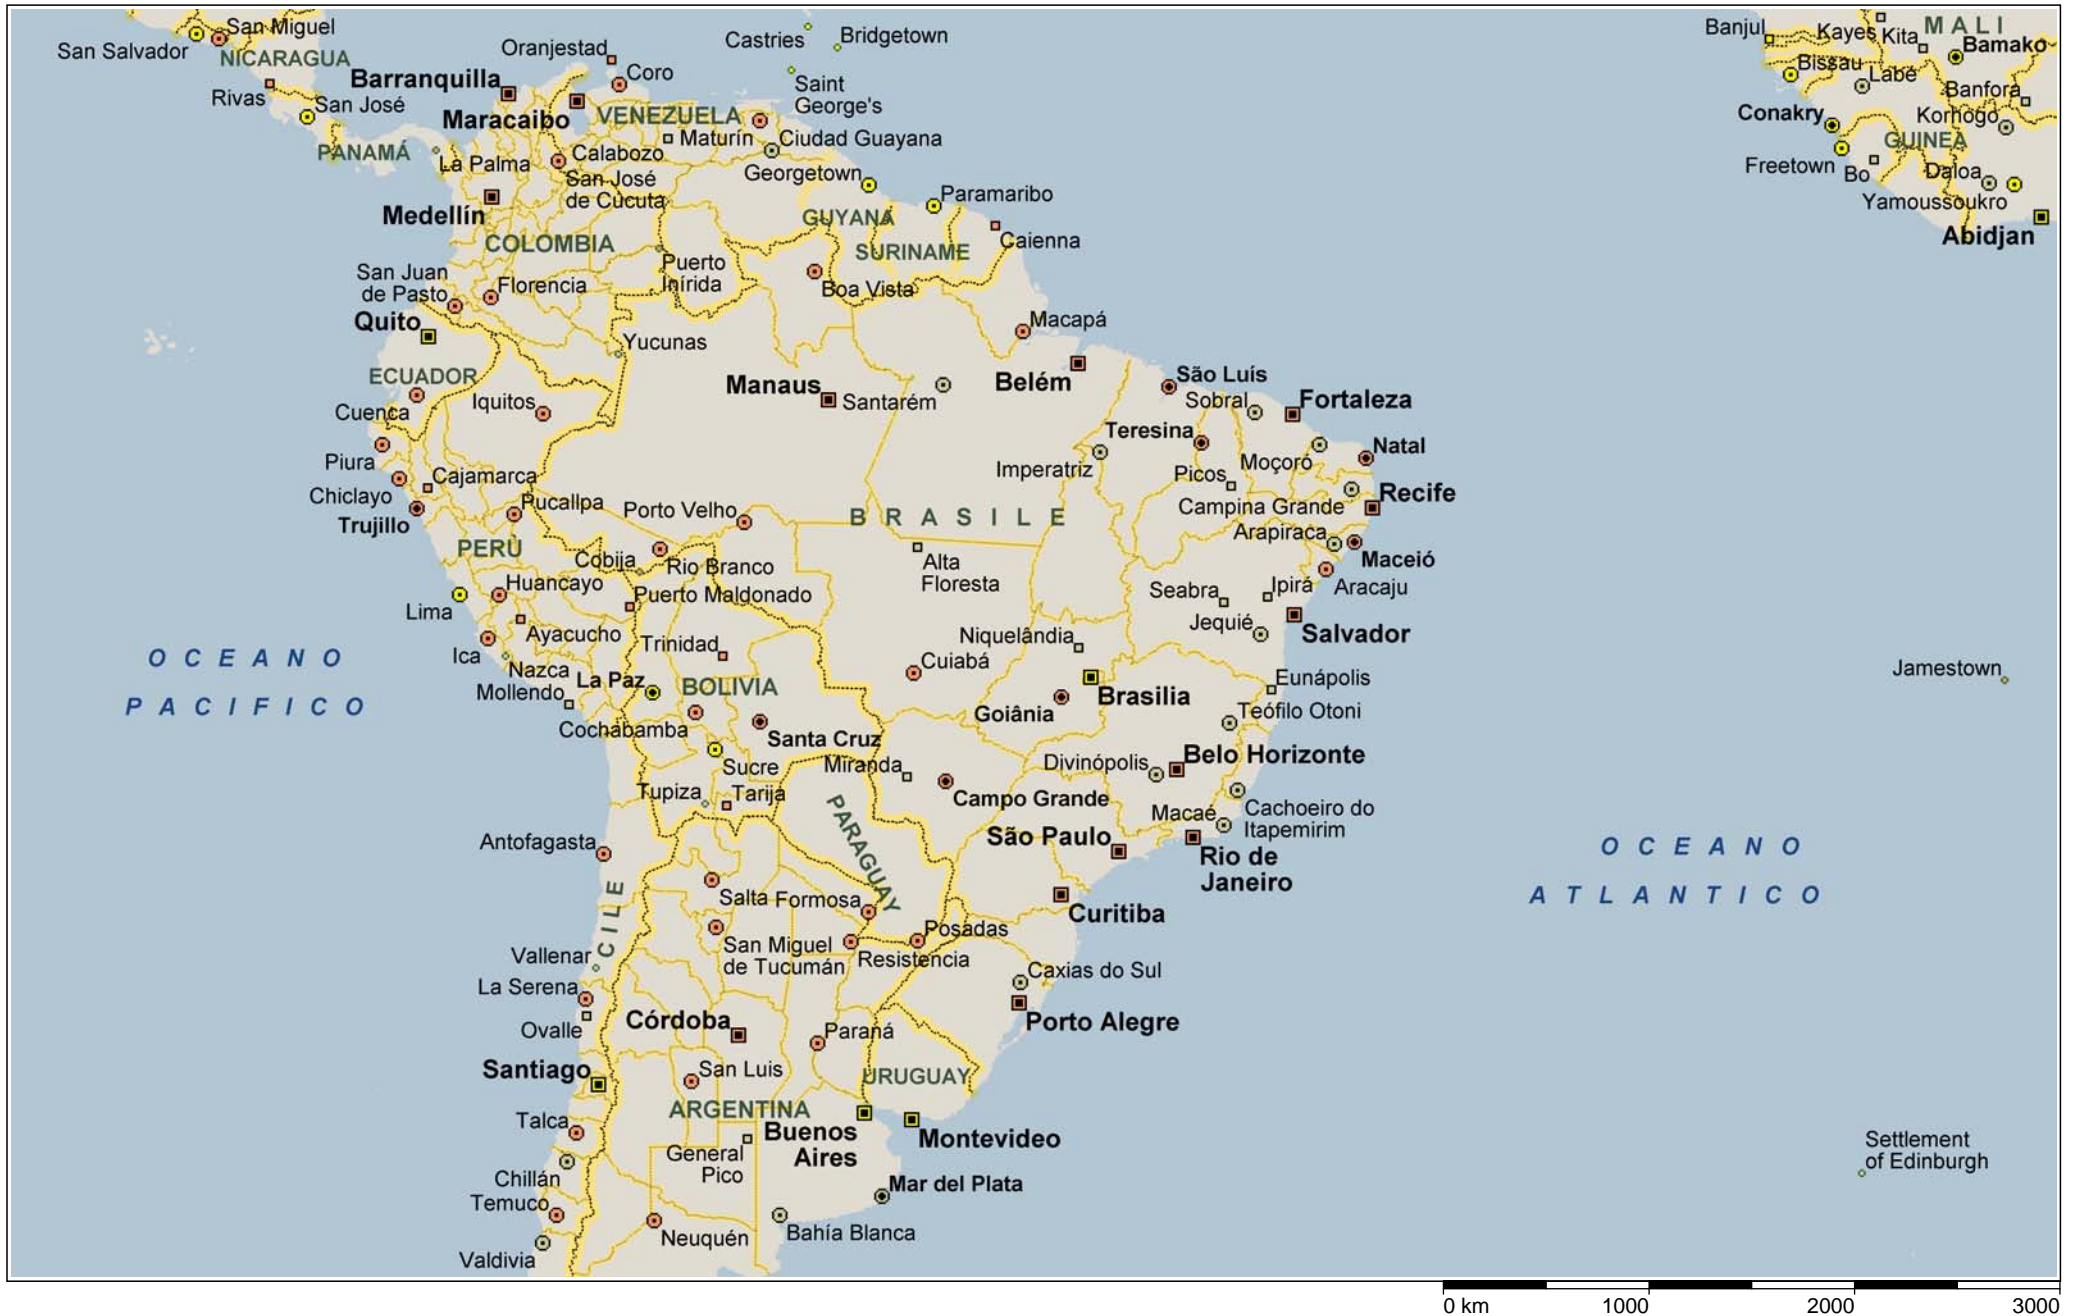 San Miguel
San Salvador
NICARAGUA
Rivas
San José
PANAMÁ
La Palma
Oranjestad
Castries
Bridgetown
Barranquilla
Coro
Saint
George's
Maracaibo
VENEZUELA
Maturín
Ciudad Guayana
Calabozo
San José
de Cúcuta
Georgetown
Paramaribo
Medellín
GUYANA
COLOMBIA
SURINAME
Caienna
Puerto
Inírida
San Juan
de Pasto
Florencia
Boa Vista
Quito
Macapá
Yucunas
ECUADOR
Manaus
Santarém
Belém
São Luís
Cuenca
Iquitos
Sobral
Fortaleza
Teresina
Natal
Piura
Imperatriz
Picos
Moçoró
Cajamarca
Chiclayo
Recife
Trujillo
Pucallpa
Porto Velho
BRASILE
Campina Grande
Arapiraca
PERÙ
Cobija
Rio Branco
Alta
Floresta
Maceió
Huancayo
Puerto Maldonado
Seabra
Ipirá
Aracaju
Lima
Ayacucho
Trinidad
Niquelândia
Jequié
Salvador
Ica
Nazca
Cuiabá
OCEANO
PACIFICO
Mollendo
La Paz
BOLIVIA
Brasilia
Eunápolis
Goiânia
Teófilo Otoni
Cochabamba
Santa Cruz
Sucre
Miranda
Divinópolis
Belo Horizonte
Tupiza
Tarija
Campo Grande
PARAGUAY
Macaé
Cachoeiro do
Itapemirim
Antofagasta
São Paulo
Rio de
Janeiro
CILE
Salta
Formosa
Curitiba
San Miguel
de Tucumán
Resistencia
Posadas
Vallenar
Caxias do Sul
La Serena
Ovalle
Córdoba
Paraná
Porto Alegre
Santiago
San Luis
URUGUAY
ARGENTINA
Talca
Buenos
Aires
Montevideo
General
Pico
Chillán
Mar del Plata
Temuco
Neuquén
Bahía Blanca
Valdivia
Banjul
Kayes
Kita
MALI
Bamako
Bissau
Labé
Banfora
Conakry
Korhogo
GUINEA
Freetown
Bo
Daloa
Yamoussoukro
Abidjan
Jamestown
OCEANO
ATLANTICO
Settlement
of Edinburgh
0 km 1000 2000 3000